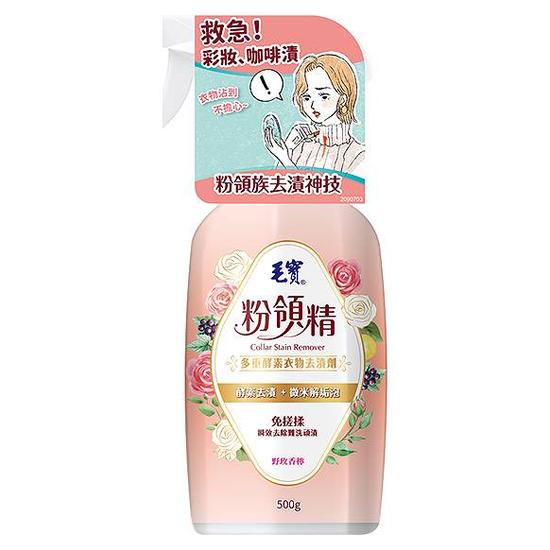 救急！
彩妝、咖啡漬
衣物沾到
不擔心~
!
粉領族去漬神技
2090703
毛寶®
粉領精
Collar Stain Remover
多重酵素衣物去漬劑
酵素去漬 + 微米解垢泡
免搓揉
瞬效去除難洗頑漬
野玫香檸
500g